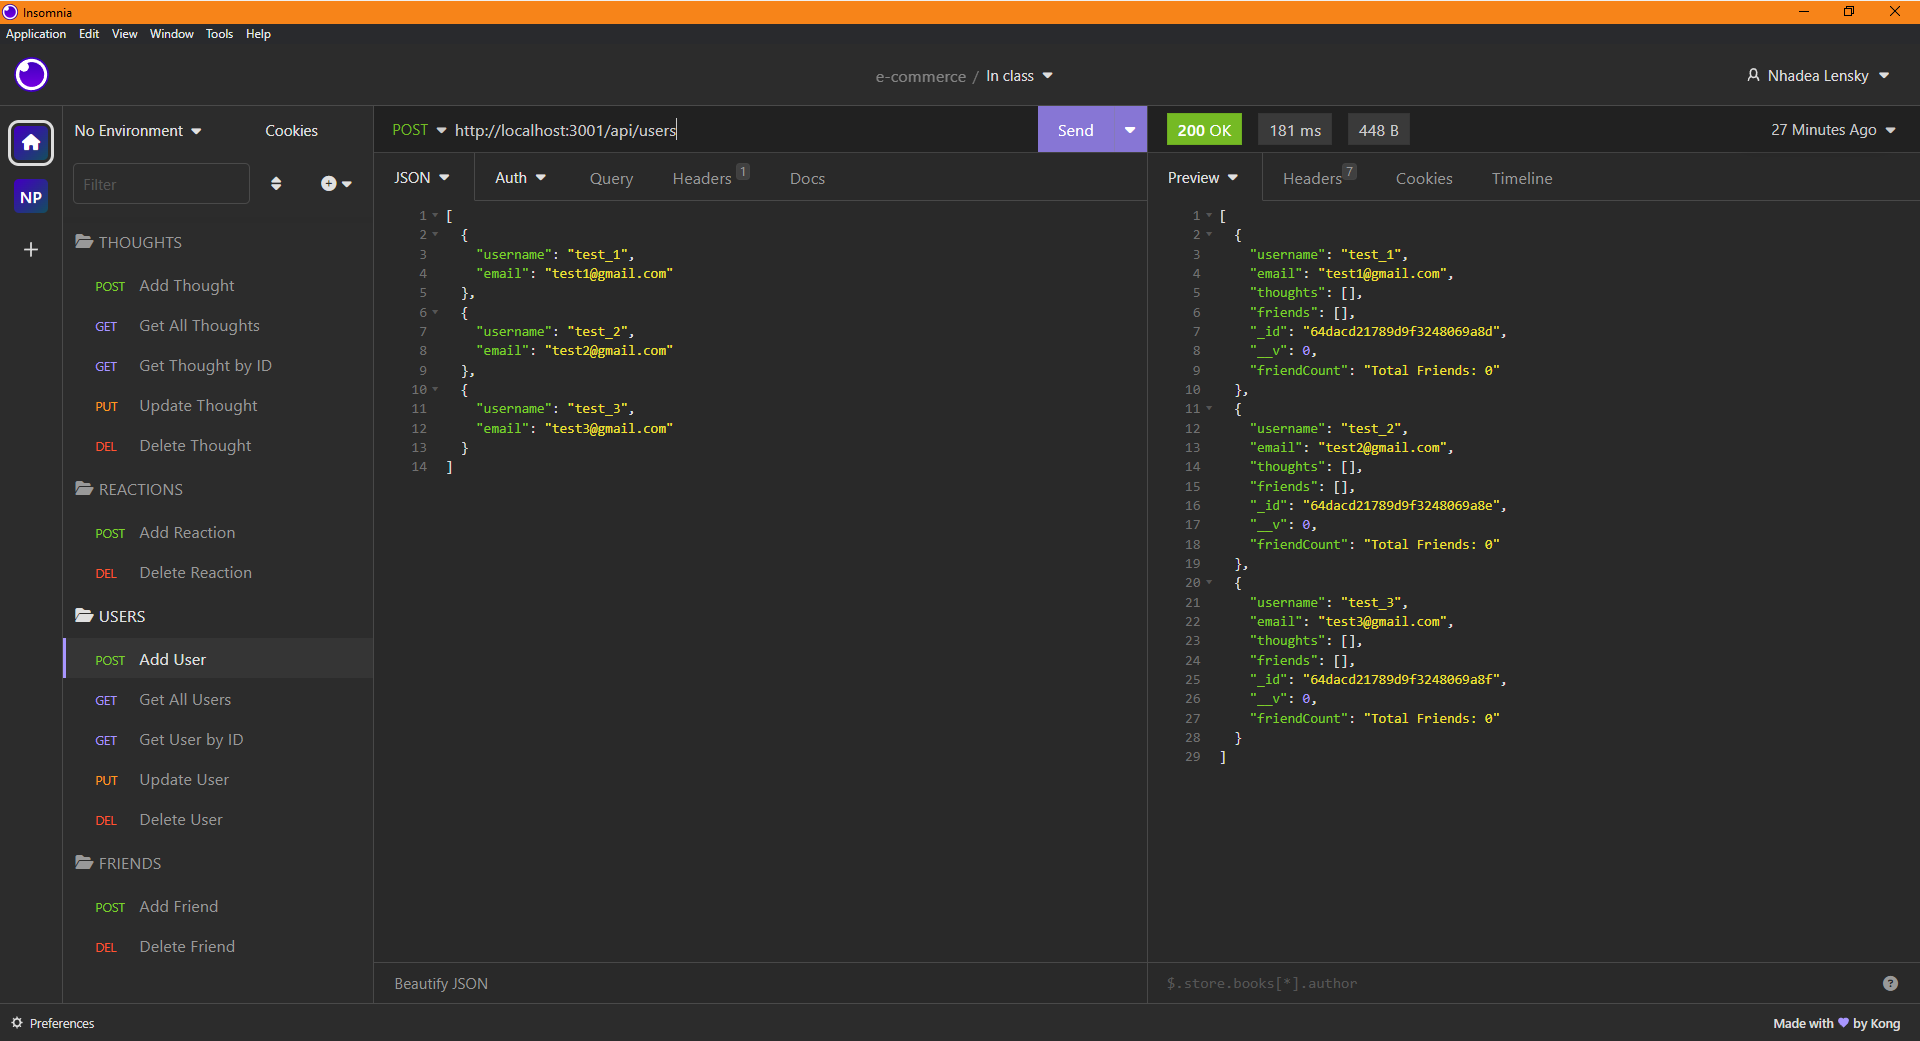 Insomnia
Application Edit View Window Tools Help
e-commerce / In class
Nhadea Lensky
No Environment
Cookies
POST http://localhost:3001/api/users
Send
200 OK
181 ms
448 B
27 Minutes Ago
Filter
NP
JSON
Auth
Query
Headers 1
Docs
Preview
Headers 7
Cookies
Timeline
THOUGHTS
POST Add Thought
GET Get All Thoughts
GET Get Thought by ID
PUT Update Thought
DEL Delete Thought
REACTIONS
POST Add Reaction
DEL Delete Reaction
USERS
POST Add User
GET Get All Users
GET Get User by ID
PUT Update User
DEL Delete User
FRIENDS
POST Add Friend
DEL Delete Friend
1 [
2 {
3 "username": "test_1",
4 "email": "test1@gmail.com"
5 },
6 {
7 "username": "test_2",
8 "email": "test2@gmail.com"
9 },
10 {
11 "username": "test_3",
12 "email": "test3@gmail.com"
13 }
14 ]
Beautify JSON
1 [
2 {
3 "username": "test_1",
4 "email": "test1@gmail.com",
5 "thoughts": [],
6 "friends": [],
7 "_id": "64dacd21789d9f3248069a8d",
8 "__v": 0,
9 "friendCount": "Total Friends: 0"
10 },
11 {
12 "username": "test_2",
13 "email": "test2@gmail.com",
14 "thoughts": [],
15 "friends": [],
16 "_id": "64dacd21789d9f3248069a8e",
17 "__v": 0,
18 "friendCount": "Total Friends: 0"
19 },
20 {
21 "username": "test_3",
22 "email": "test3@gmail.com",
23 "thoughts": [],
24 "friends": [],
25 "_id": "64dacd21789d9f3248069a8f",
26 "__v": 0,
27 "friendCount": "Total Friends: 0"
28 }
29 ]
$.store.books[*].author
?
Preferences
Made with 💜 by Kong